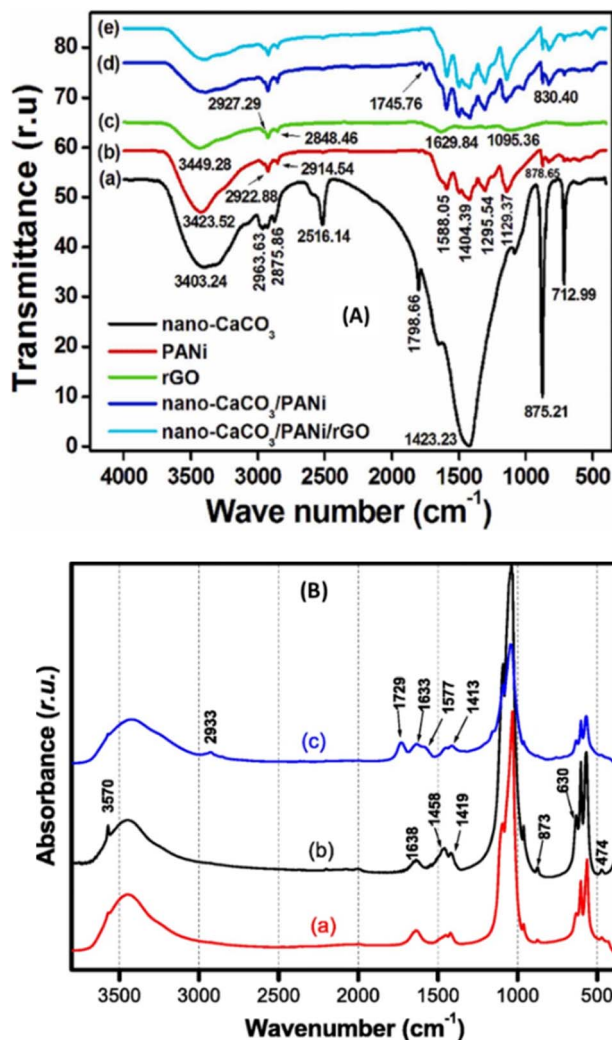 80
70
60
50
40
30
20
10
0
Transmittance (r.u)
(e)
(d)
(c)
(b)
(a)
2927.29
1745.76
830.40
2848.46
1629.84
1095.36
3449.28
2922.88
2914.54
878.65
3423.52
3403.24
2963.63
2875.86
2516.14
1588.05
1404.39
1295.54
1129.37
1798.66
(A)
712.99
875.21
1423.23
nano-CaCO3
PANi
rGO
nano-CaCO3/PANi
nano-CaCO3/PANi/rGO
4000 3500 3000 2500 2000 1500 1000 500
Wave number (cm-1)
(B)
Absorbance (r.u.)
2933
1729
1633
1577
1413
(c)
3570
1638
1458
1419
873
630
474
(b)
(a)
3500 3000 2500 2000 1500 1000 500
Wavenumber (cm-1)